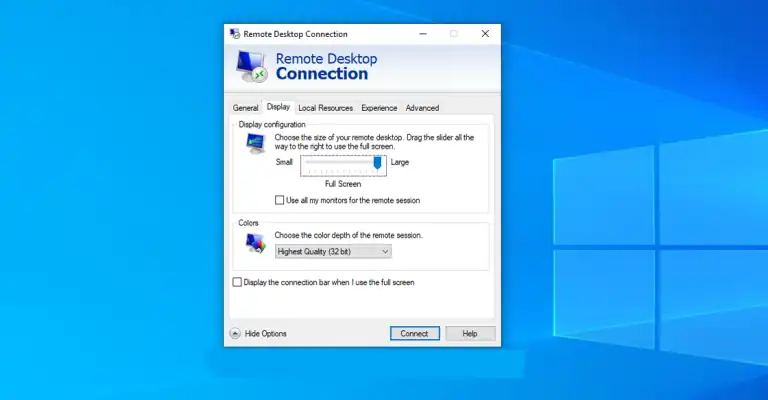 Remote Desktop Connection
Remote Desktop
Connection
General Display Local Resources Experience Advanced
Display configuration
Choose the size of your remote desktop. Drag the slider all the
way to the right to use the full screen.
Small Large
Full Screen
Use all my monitors for the remote session
Colors
Choose the color depth of the remote session.
Highest Quality (32 bit)
Display the connection bar when I use the full screen
Hide Options Connect Help